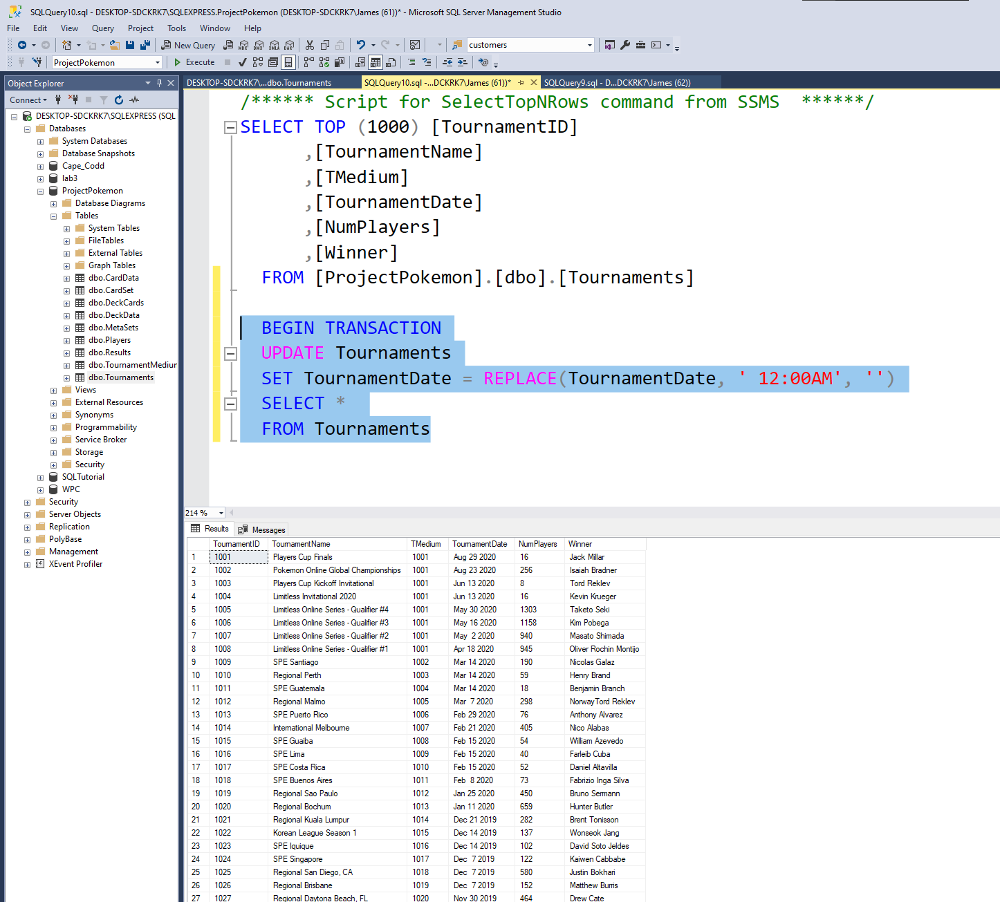 SQLQuery10.sql - DESKTOP-SDCKRK7\SQLEXPRESS.ProjectPokemon (DESKTOP-SDCKRK7\James (61))* - Microsoft SQL Server Management Studio
File Edit View Query Project Tools Window Help
New Query MDX DMX XMLA DAX customers
ProjectPokemon Execute
Object Explorer
Connect
DESKTOP-SDCKRK7\SQLEXPRESS (SQL
Databases
System Databases
Database Snapshots
Cape_Codd
lab3
ProjectPokemon
Database Diagrams
Tables
System Tables
FileTables
External Tables
Graph Tables
dbo.CardData
dbo.CardSet
dbo.DeckCards
dbo.DeckData
dbo.MetaSets
dbo.Players
dbo.Results
dbo.TournamentMediur
dbo.Tournaments
Views
External Resources
Synonyms
Programmability
Service Broker
Storage
Security
SQLTutorial
WPC
Security
Server Objects
Replication
PolyBase
Management
XEvent Profiler
DESKTOP-SDCKRK7\...dbo.Tournaments SQLQuery10.sql -...DCKRK7\James (61))* SQLQuery9.sql - D...DCKRK7\James (62))
/****** Script for SelectTopNRows command from SSMS  ******/
SELECT TOP (1000) [TournamentID]
,[TournamentName]
,[TMedium]
,[TournamentDate]
,[NumPlayers]
,[Winner]
FROM [ProjectPokemon].[dbo].[Tournaments]
BEGIN TRANSACTION
UPDATE Tournaments
SET TournamentDate = REPLACE(TournamentDate, ' 12:00AM', '')
SELECT *
FROM Tournaments
214 %
Results Messages
TournamentID TournamentName TMedium TournamentDate NumPlayers Winner
1 1001 Players Cup Finals 1001 Aug 29 2020 16 Jack Millar
2 1002 Pokemon Online Global Championships 1001 Aug 23 2020 256 Isaiah Bradner
3 1003 Players Cup Kickoff Invitational 1001 Jun 13 2020 8 Tord Reklev
4 1004 Limitless Invitational 2020 1001 Jun 13 2020 16 Kevin Krueger
5 1005 Limitless Online Series - Qualifier #4 1001 May 30 2020 1303 Taketo Seki
6 1006 Limitless Online Series - Qualifier #3 1001 May 16 2020 1158 Kim Pobega
7 1007 Limitless Online Series - Qualifier #2 1001 May  2 2020 940 Masato Shimada
8 1008 Limitless Online Series - Qualifier #1 1001 Apr 18 2020 945 Oliver Rochin Montijo
9 1009 SPE Santiago 1002 Mar 14 2020 190 Nicolas Galaz
10 1010 Regional Perth 1003 Mar 14 2020 59 Henry Brand
11 1011 SPE Guatemala 1004 Mar 14 2020 18 Benjamin Branch
12 1012 Regional Malmo 1005 Mar  7 2020 298 NorwayTord Reklev
13 1013 SPE Puerto Rico 1006 Feb 29 2020 76 Anthony Alvarez
14 1014 International Melbourne 1007 Feb 21 2020 405 Nico Alabas
15 1015 SPE Guaiba 1008 Feb 15 2020 54 William Azevedo
16 1016 SPE Lima 1009 Feb 15 2020 40 Farleib Cuba
17 1017 SPE Costa Rica 1010 Feb 15 2020 52 Daniel Altavilla
18 1018 SPE Buenos Aires 1011 Feb  8 2020 73 Fabrizio Inga Silva
19 1019 Regional Sao Paulo 1012 Jan 25 2020 450 Bruno Sermann
20 1020 Regional Bochum 1013 Jan 11 2020 659 Hunter Butler
21 1021 Regional Kuala Lumpur 1014 Dec 21 2019 282 Brent Tonisson
22 1022 Korean League Season 1 1015 Dec 14 2019 137 Wonseok Jang
23 1023 SPE Iquique 1016 Dec 14 2019 102 David Soto Jeldes
24 1024 SPE Singapore 1017 Dec  7 2019 122 Kaiwen Cabbabe
25 1025 Regional San Diego, CA 1018 Dec  7 2019 580 Justin Bokhari
26 1026 Regional Brisbane 1019 Dec  7 2019 152 Matthew Burris
27 1027 Regional Daytona Beach, FL 1020 Nov 30 2019 464 Drew Cate